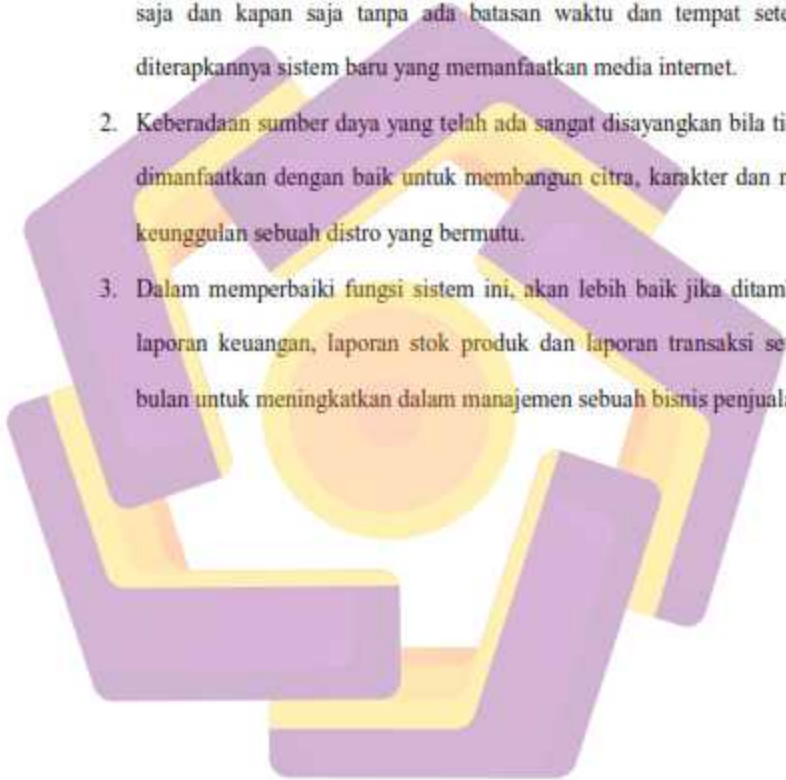 saja dan kapan saja tanpa ada batasan waktu dan tempat sete
diterapkannya sistem baru yang memanfaatkan media internet.
2. Keberadaan sumber daya yang telah ada sangat disayangkan bila ti
dimanfaatkan dengan baik untuk membangun citra, karakter dan
keunggulan sebuah distro yang bermutu.
3. Dalam memperbaiki fungsi sistem ini, akan lebih baik jika ditam
laporan keuangan, laporan stok produk dan laporan transaksi se
bulan untuk meningkatkan dalam manajemen sebuah bisnis penjuala